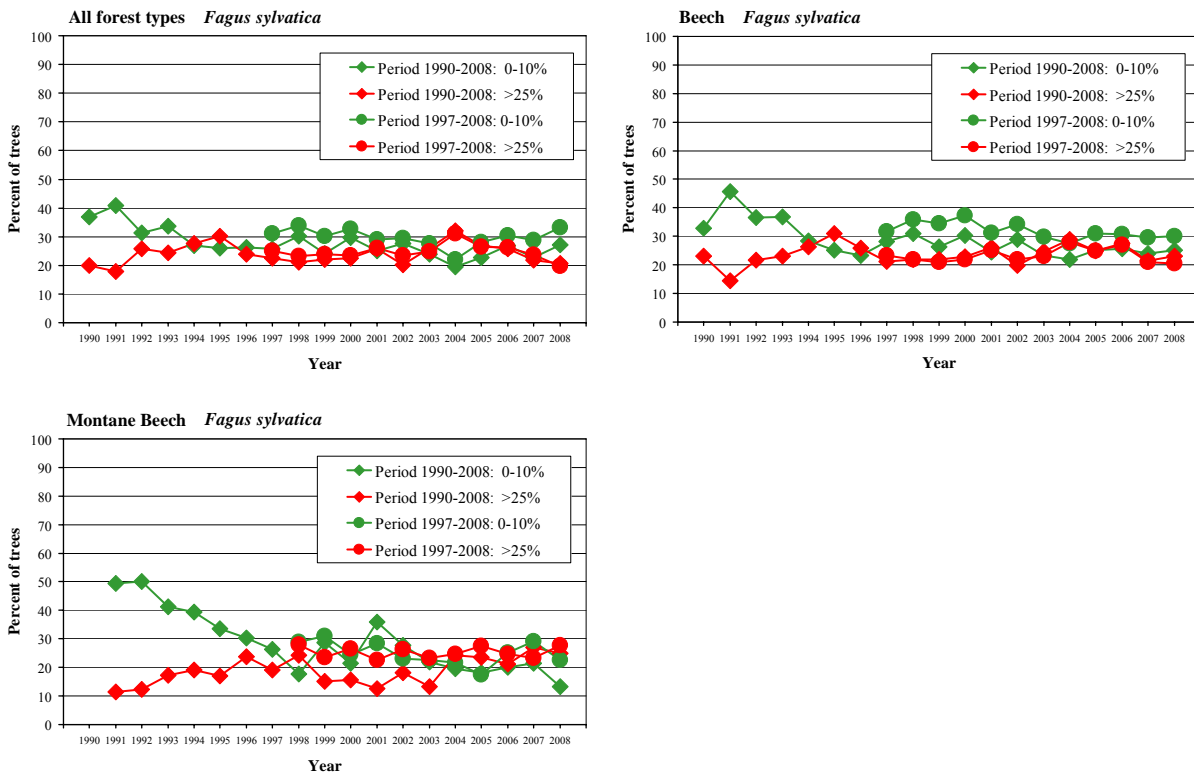 All forest types Fagus sylvatica
100
90
80
70
60
50
40
30
20
10
0
Percent of trees
Period 1990-2008: 0-10%
Period 1990-2008: >25%
Period 1997-2008: 0-10%
Period 1997-2008: >25%
1990 1991 1992 1993 1994 1995 1996 1997 1998 1999 2000 2001 2002 2003 2004 2005 2006 2007 2008
Year
Beech Fagus sylvatica
100
90
80
70
60
50
40
30
20
10
0
Percent of trees
Period 1990-2008: 0-10%
Period 1990-2008: >25%
Period 1997-2008: 0-10%
Period 1997-2008: >25%
1990 1991 1992 1993 1994 1995 1996 1997 1998 1999 2000 2001 2002 2003 2004 2005 2006 2007 2008
Year
Montane Beech Fagus sylvatica
100
90
80
70
60
50
40
30
20
10
0
Percent of trees
Period 1990-2008: 0-10%
Period 1990-2008: >25%
Period 1997-2008: 0-10%
Period 1997-2008: >25%
1990 1991 1992 1993 1994 1995 1996 1997 1998 1999 2000 2001 2002 2003 2004 2005 2006 2007 2008
Year